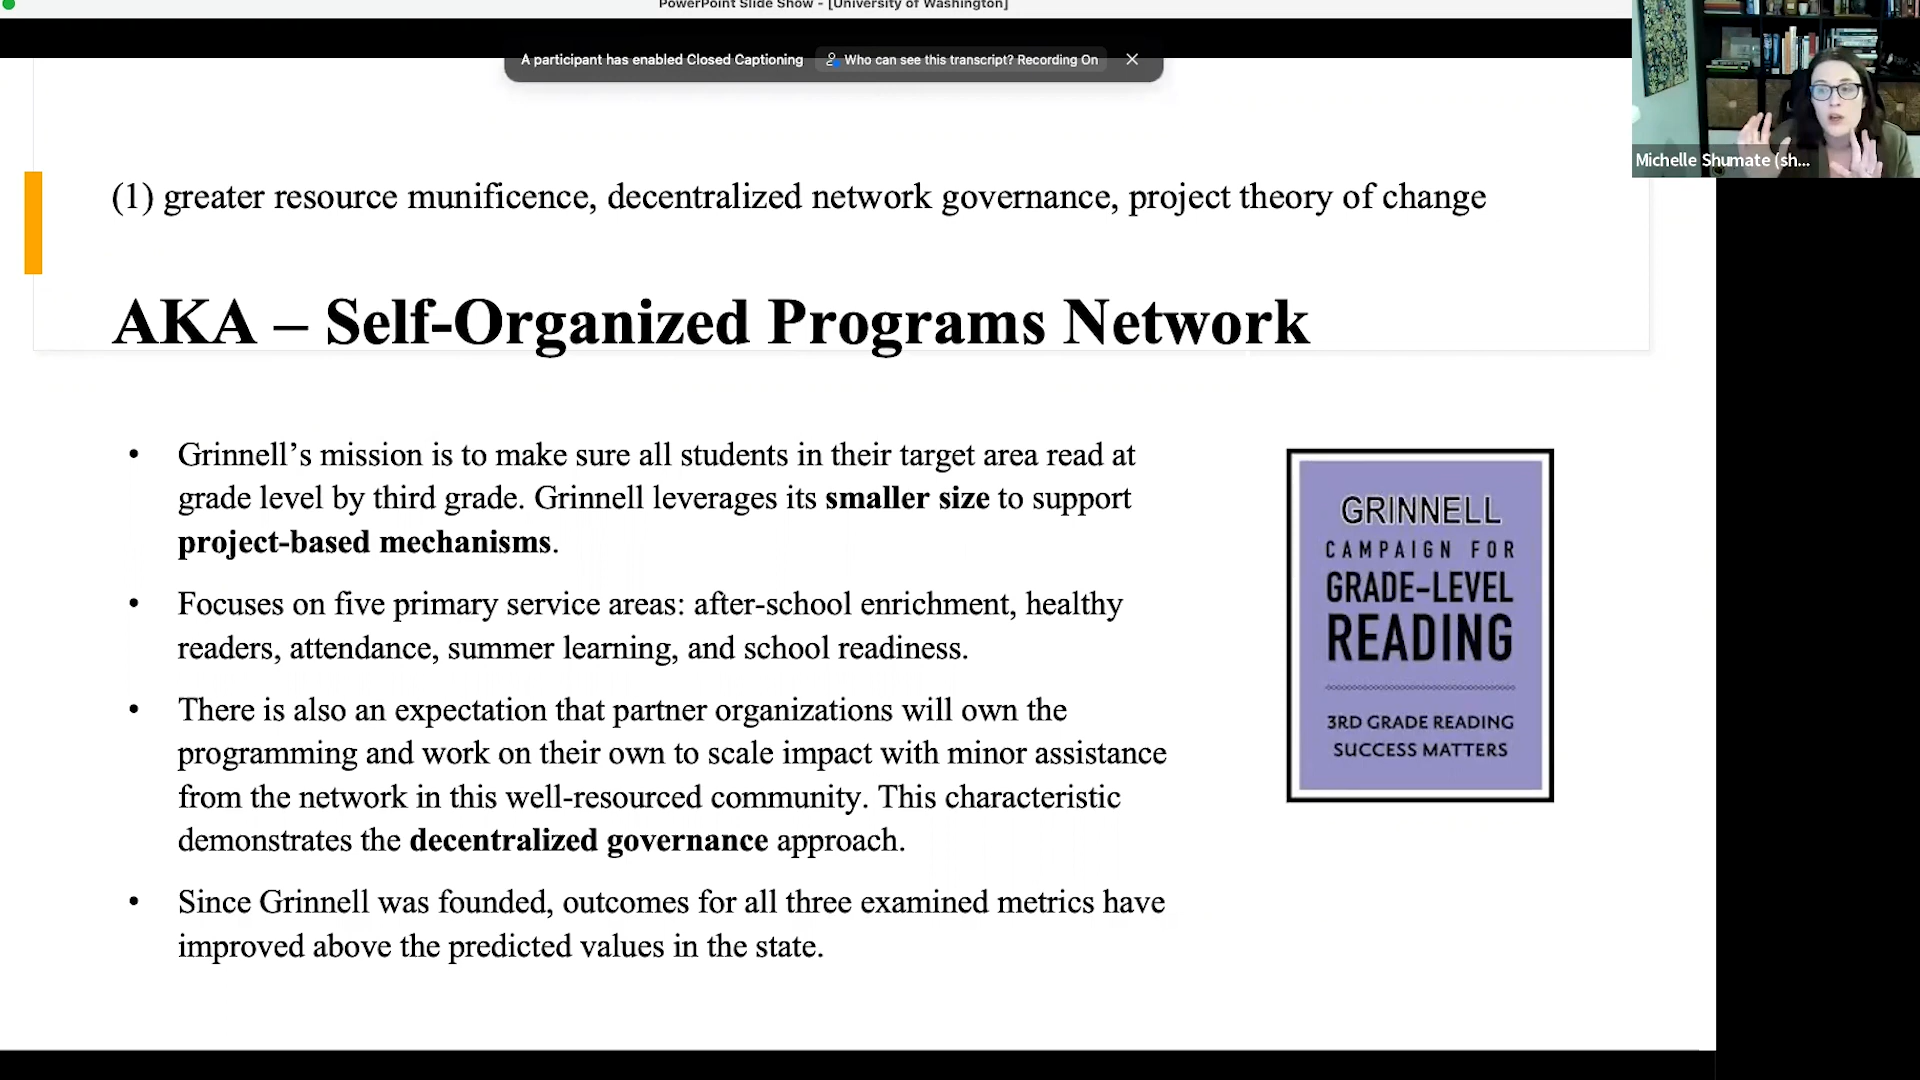 PowerPoint Slide Show - [University of Washington]
A participant has enabled Closed Captioning
Who can see this transcript? Recording On
Michelle Shumate (sh...
(1) greater resource munificence, decentralized network governance, project theory of change
AKA – Self-Organized Programs Network
• Grinnell’s mission is to make sure all students in their target area read at
grade level by third grade. Grinnell leverages its smaller size to support
project-based mechanisms.
• Focuses on five primary service areas: after-school enrichment, healthy
readers, attendance, summer learning, and school readiness.
• There is also an expectation that partner organizations will own the
programming and work on their own to scale impact with minor assistance
from the network in this well-resourced community. This characteristic
demonstrates the decentralized governance approach.
• Since Grinnell was founded, outcomes for all three examined metrics have
improved above the predicted values in the state.
GRINNELL
CAMPAIGN FOR
GRADE-LEVEL
READING
3RD GRADE READING
SUCCESS MATTERS